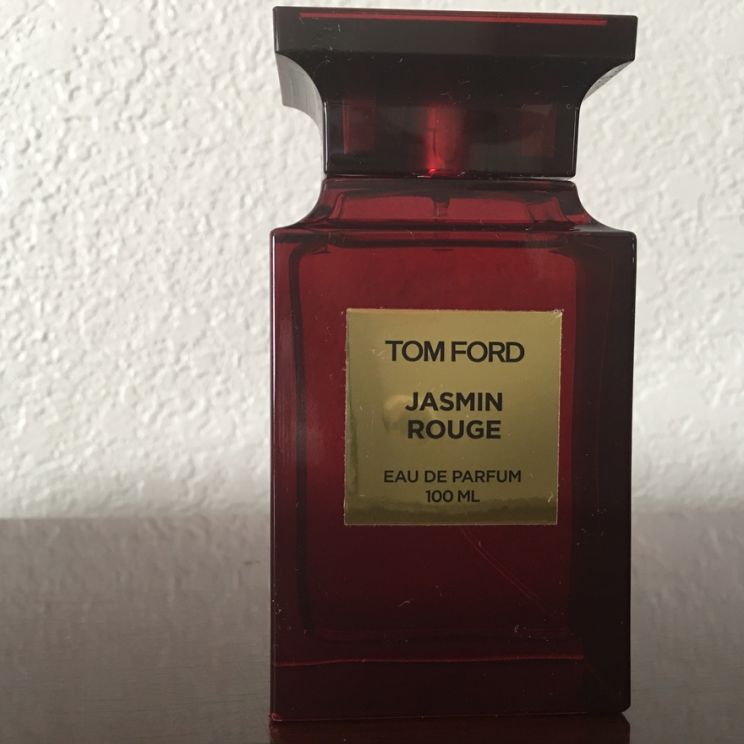 TOM FORD
JASMIN
ROUGE
EAU DE PARFUM
100 ML